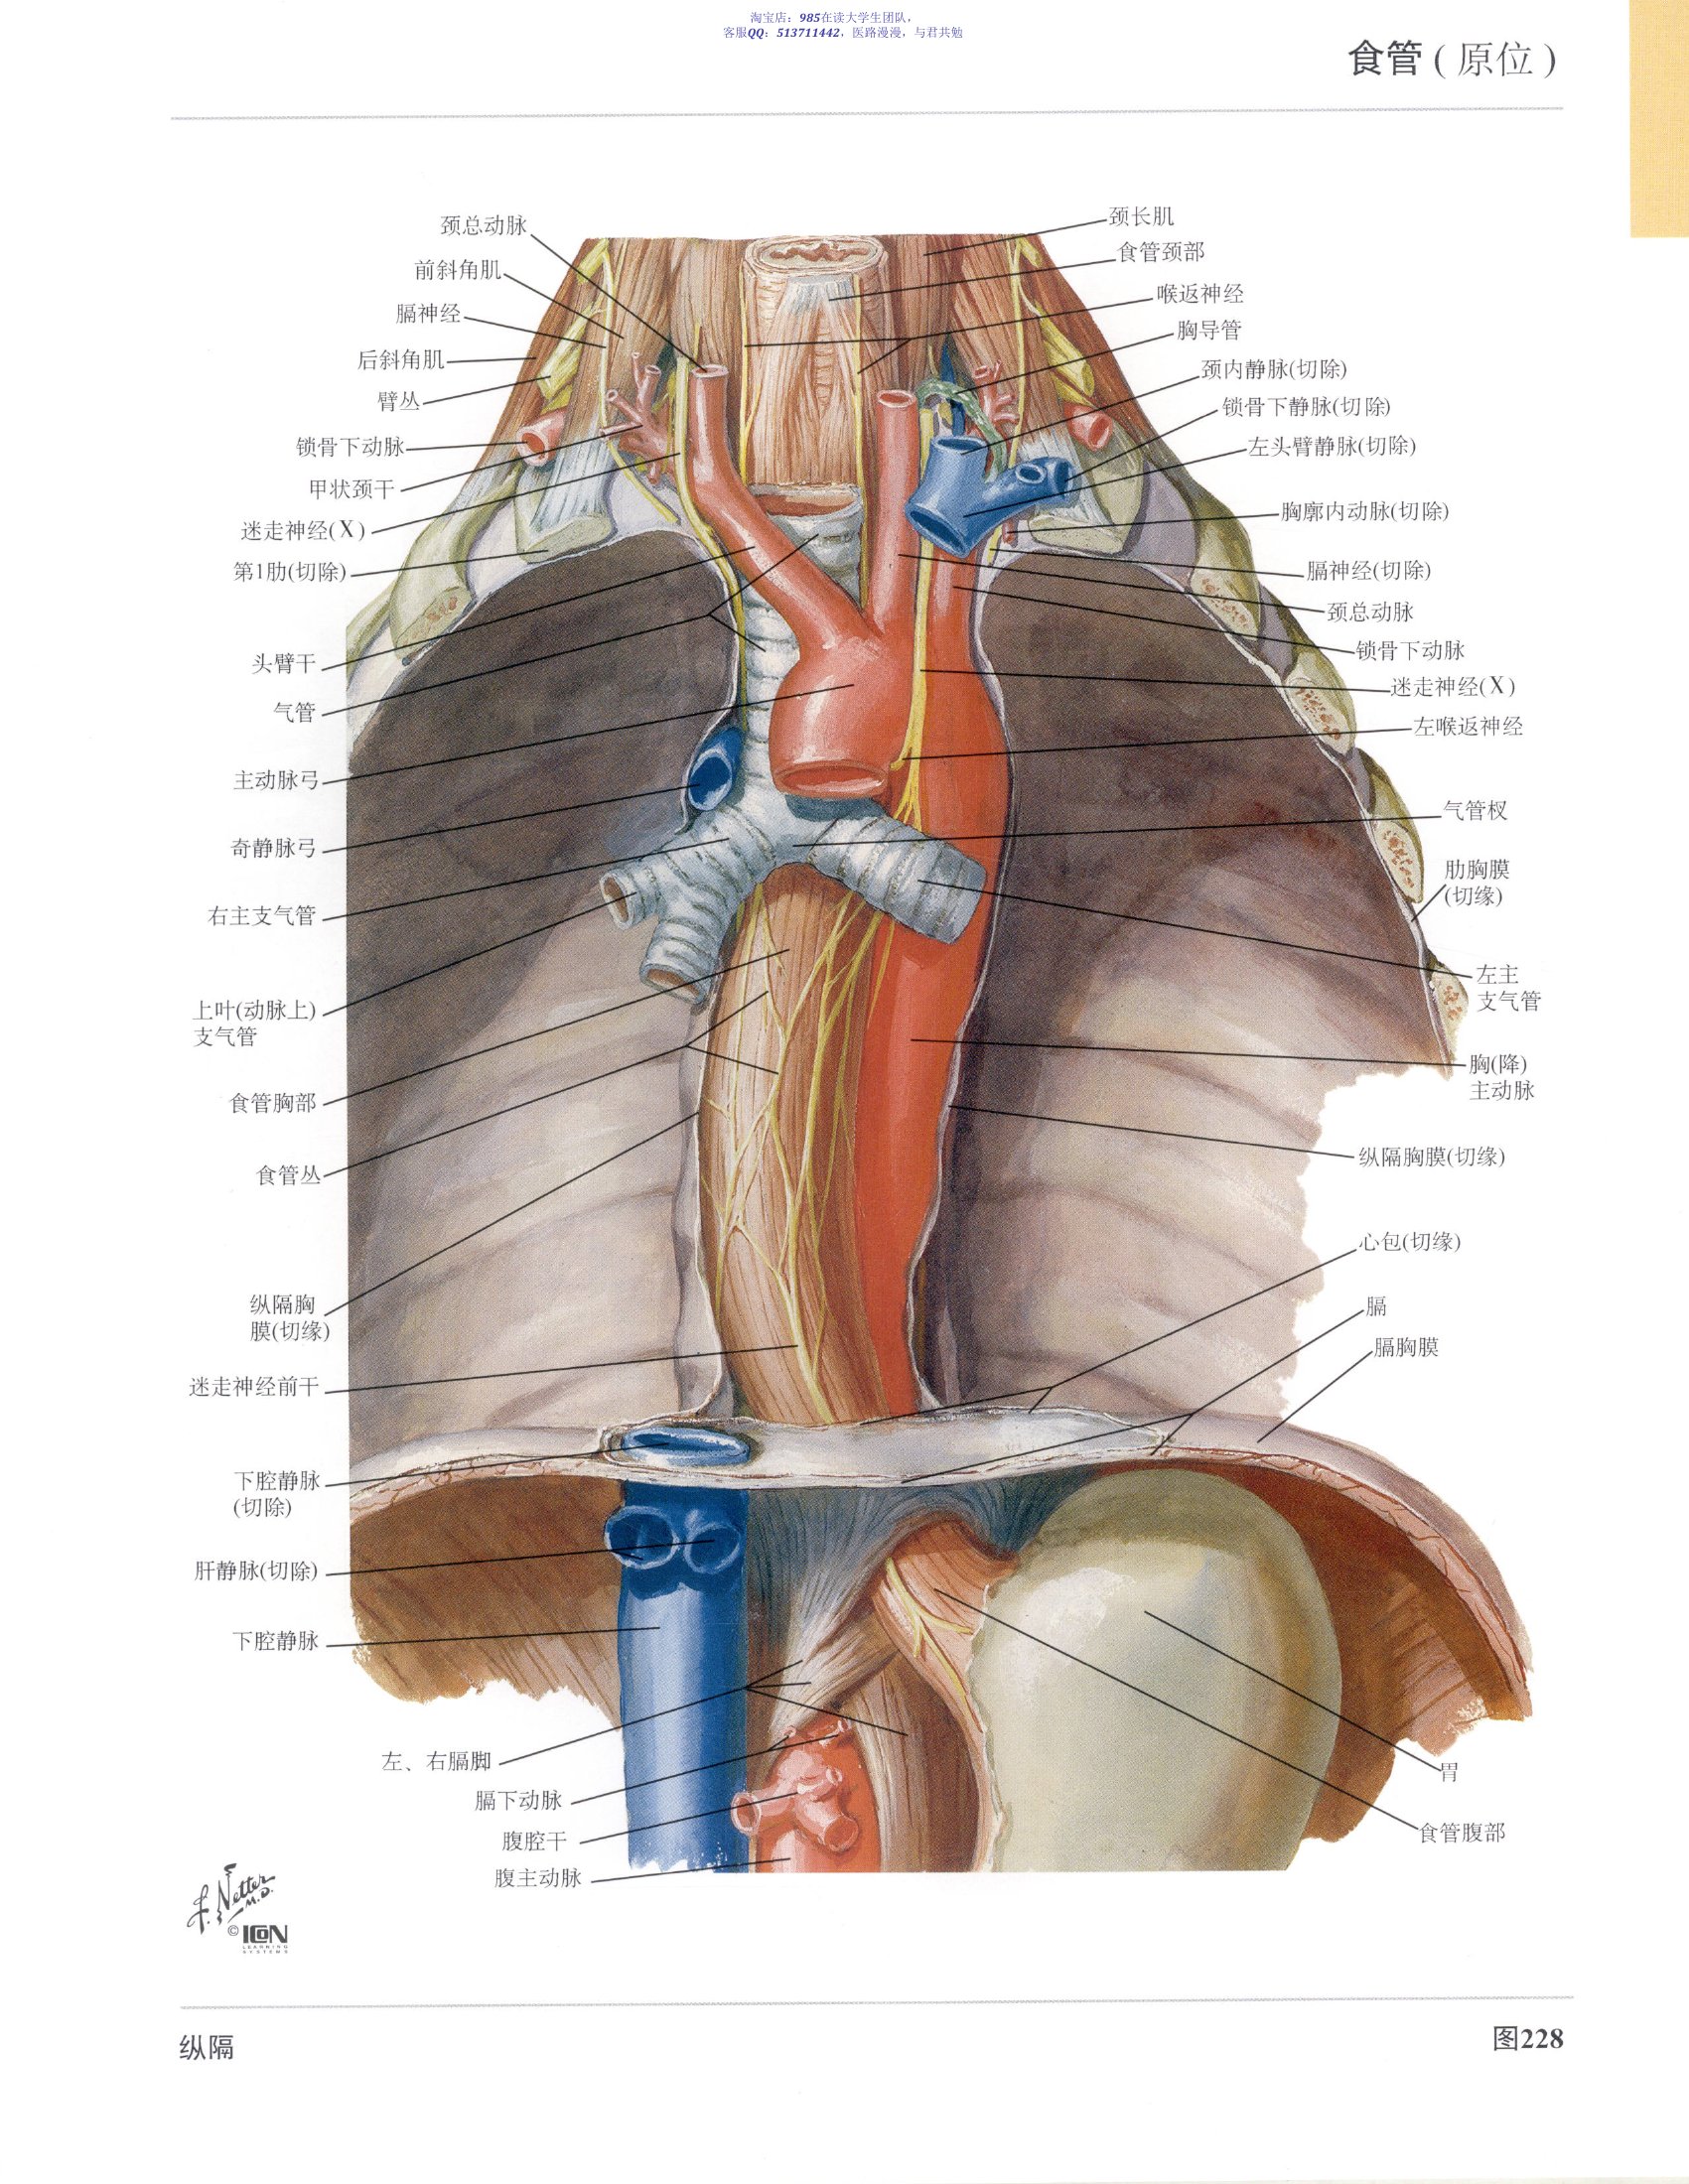 淘宝店：985在读大学生团队，
客服QQ：513711442，医路漫漫，与君共勉
食管(原位)
颈总动脉
前斜角肌
膈神经
后斜角肌
臂丛
锁骨下动脉
甲状颈干
迷走神经(X)
第1肋(切除)
头臂干
气管
主动脉弓
奇静脉弓
右主支气管
上叶(动脉上)
支气管
食管胸部
食管丛
纵隔胸
膜(切缘)
迷走神经前干
下腔静脉
(切除)
肝静脉(切除)
下腔静脉
左、右膈脚
膈下动脉
腹腔干
腹主动脉
颈长肌
食管颈部
喉返神经
胸导管
颈内静脉(切除)
锁骨下静脉(切除)
左头臂静脉(切除)
胸廓内动脉(切除)
膈神经(切除)
颈总动脉
锁骨下动脉
迷走神经(X)
左喉返神经
气管杈
肋胸膜
(切缘)
左主
支气管
胸(降)
主动脉
纵隔胸膜(切缘)
心包(切缘)
膈
膈胸膜
胃
食管腹部
F. Netter
M.D.
© ICON
LEARNING
SYSTEMS
纵隔
图228